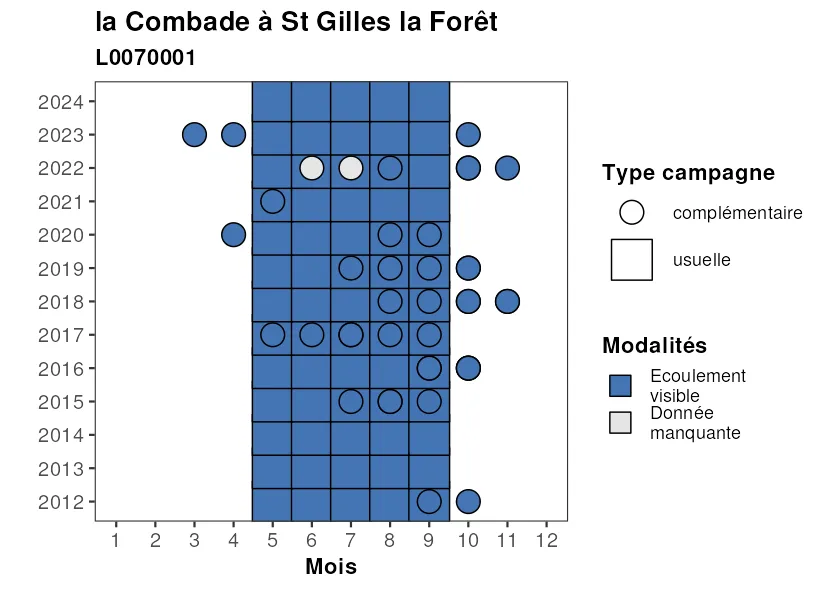 la Combade à St Gilles la Forêt
L0070001
2024
2023
2022
2021
2020
2019
2018
2017
2016
2015
2014
2013
2012
1 2 3 4 5 6 7 8 9 10 11 12
Mois
Type campagne
complémentaire
usuelle
Modalités
Ecoulement
visible
Donnée
manquante